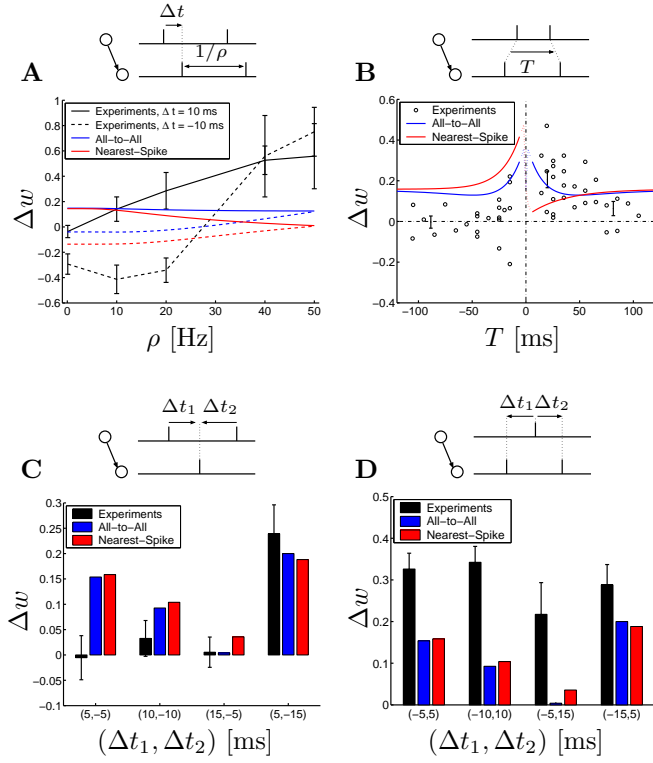 Δt
1/ρ
A
Experiments, Δ t = 10 ms
Experiments, Δ t = −10 ms
All−to−All
Nearest−Spike
1
0.8
0.6
0.4
0.2
0
−0.2
−0.4
−0.6
Δw
0 10 20 30 40 50
ρ [Hz]
T
B
Experiments
All−to−All
Nearest−Spike
0.6
0.4
0.2
0
−0.2
0.4
Δw
−100 −50 0 50 100
T [ms]
Δt1 Δt2
C
Experiments
All−to−All
Nearest−Spike
0.3
0.25
0.2
0.15
0.1
0.05
0
−0.05
−0.1
Δw
(5,−5) (10,−10) (15,−5) (5,−15)
(Δt1, Δt2) [ms]
Δt1 Δt2
D
Experiments
All−to−All
Nearest−Spike
0.5
0.4
0.3
0.2
0.1
0
Δw
(−5,5) (−10,10) (−5,15) (−15,5)
(Δt1, Δt2) [ms]